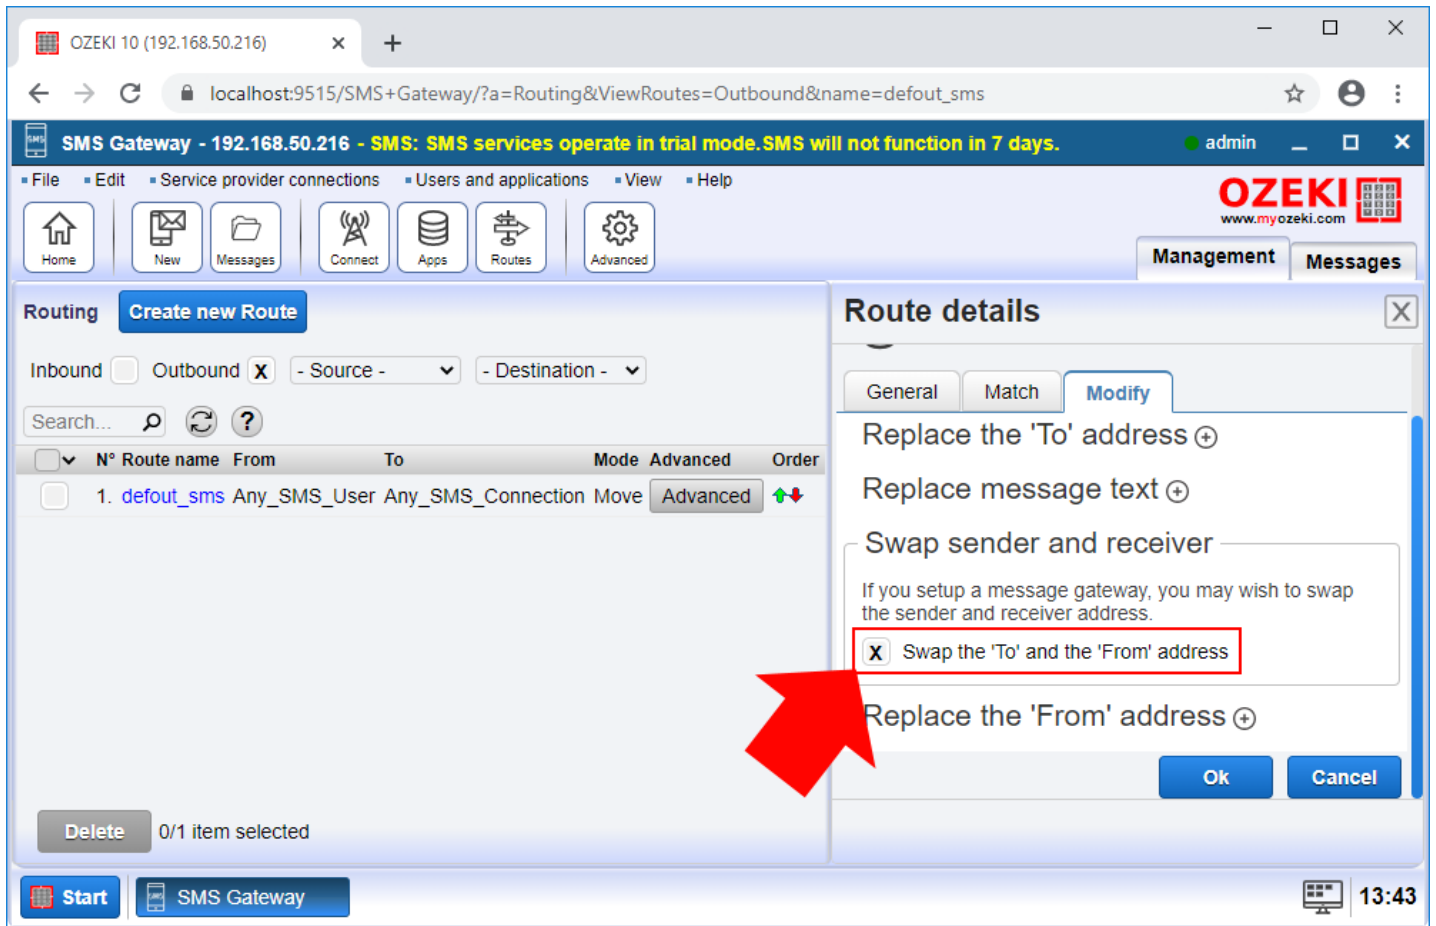 OZEKI 10 (192.168.50.216)
localhost:9515/SMS+Gateway/?a=Routing&ViewRoutes=Outbound&name=defout_sms
SMS Gateway - 192.168.50.216 - SMS: SMS services operate in trial mode.SMS will not function in 7 days.
admin
File Edit Service provider connections Users and applications View Help
OZEKI
www.myozeki.com
Home New Messages Connect Apps Routes Advanced
Management Messages
Routing Create new Route
Inbound Outbound X - Source - - Destination -
Search... ?
N° Route name From To Mode Advanced Order
1. defout_sms Any_SMS_User Any_SMS_Connection Move Advanced
Delete 0/1 item selected
Route details X
General Match Modify
Replace the 'To' address
Replace message text
Swap sender and receiver
If you setup a message gateway, you may wish to swap
the sender and receiver address.
X Swap the 'To' and the 'From' address
Replace the 'From' address
Ok Cancel
Start SMS Gateway 13:43